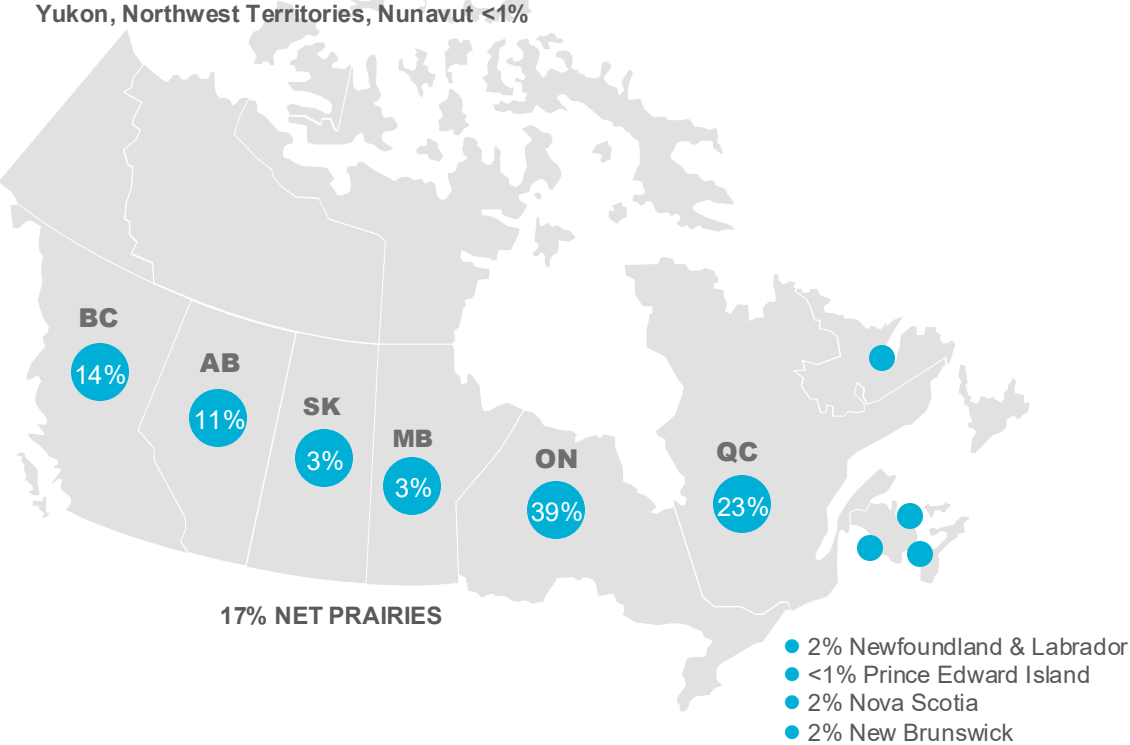 Yukon, Northwest Territories, Nunavut <1%
BC
14%
AB
11%
SK
3%
MB
3%
ON
39%
QC
23%
17% NET PRAIRIES
2% Newfoundland & Labrador
<1% Prince Edward Island
2% Nova Scotia
2% New Brunswick